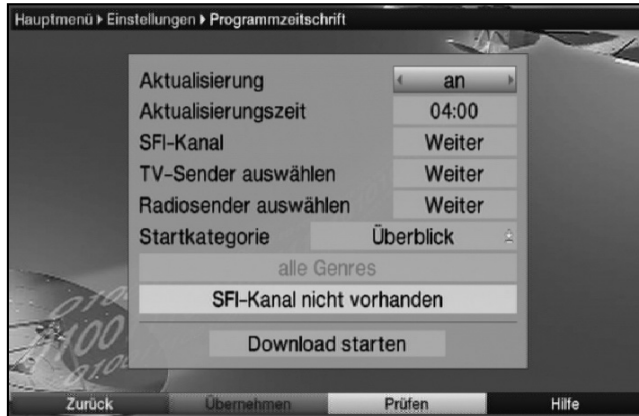 Hauptmenü ▸ Einstellungen ▸ Programmzeitschrift
Aktualisierung an
Aktualisierungszeit 04:00
SFI-Kanal Weiter
TV-Sender auswählen Weiter
Radiosender auswählen Weiter
Startkategorie Überblick
alle Genres
SFI-Kanal nicht vorhanden
Download starten
Zurück Übernehmen Prüfen Hilfe